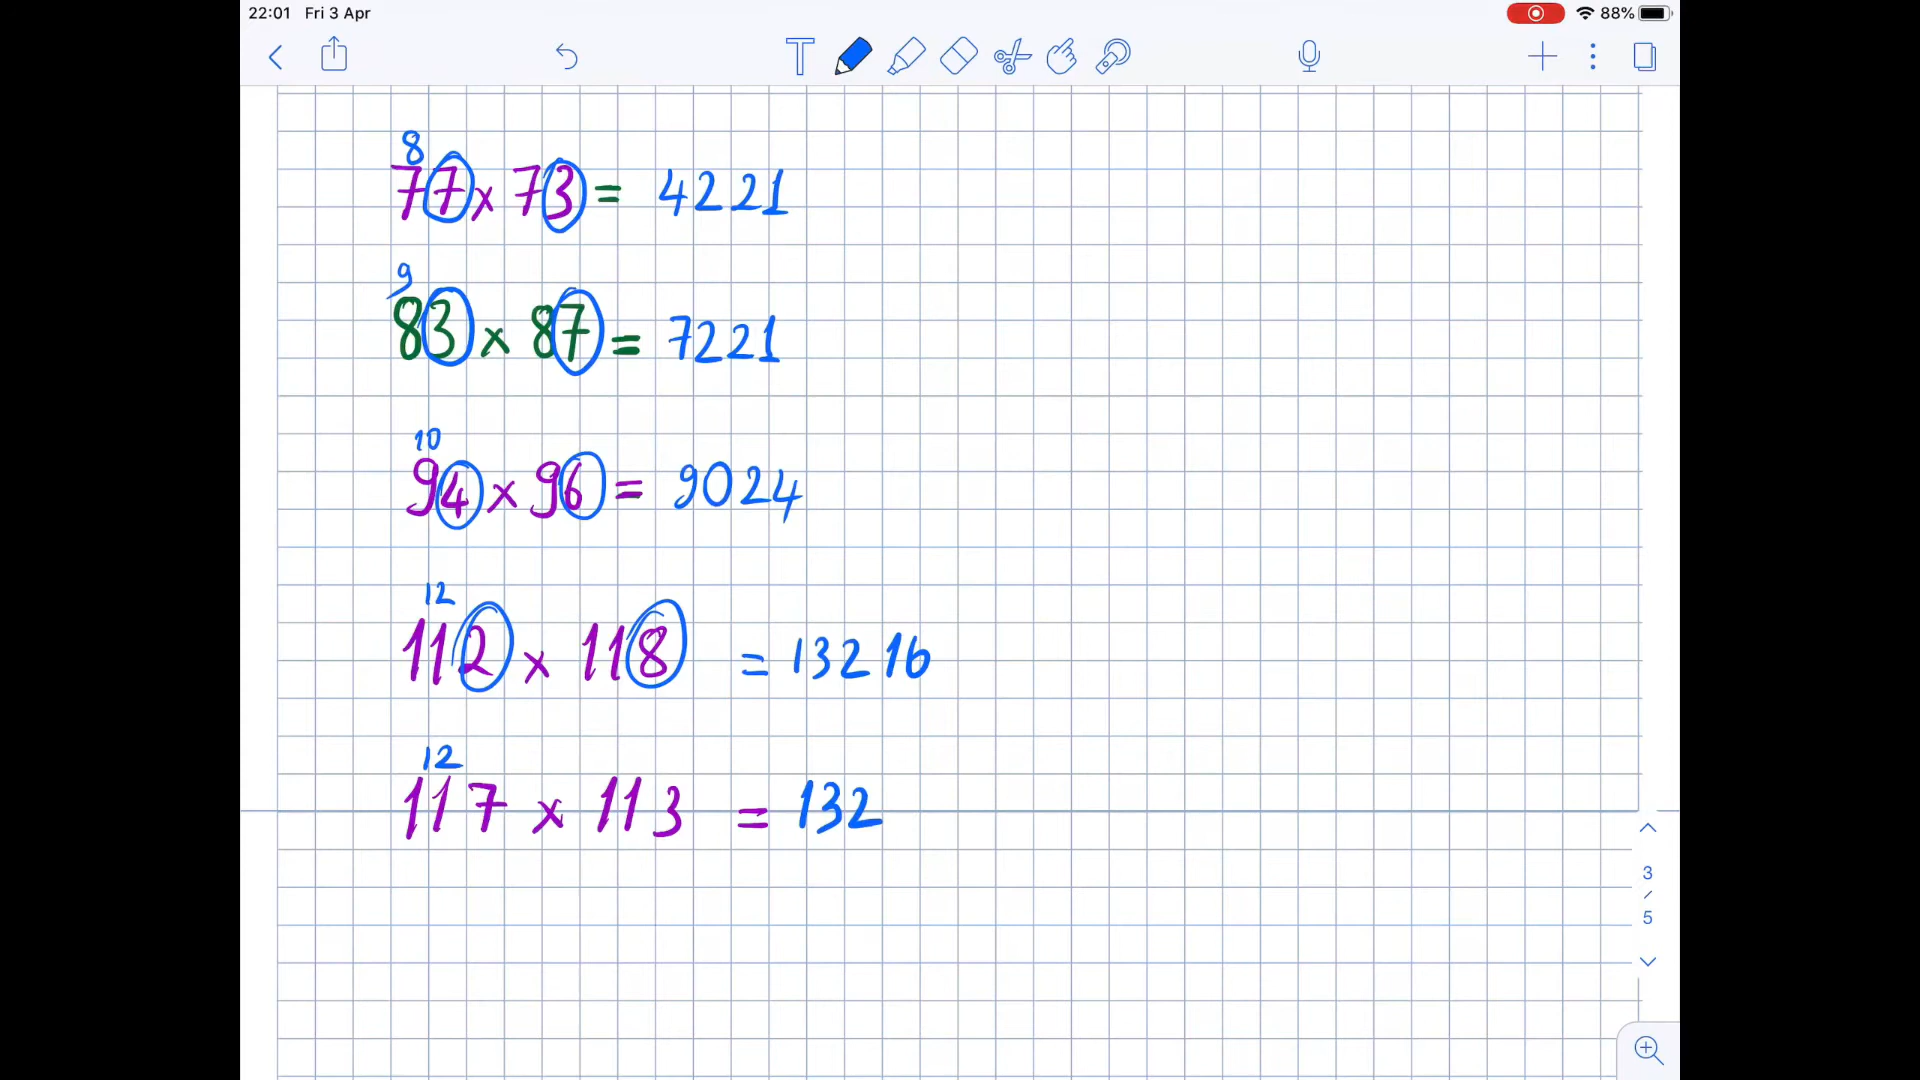 22:01 Fri 3 Apr 88%
T
8
77 x 73 = 4221
9
83 x 87 = 7221
10
94 x 96 = 9024
12
112 x 118 = 13216
12
117 x 113 = 132
3
/
5